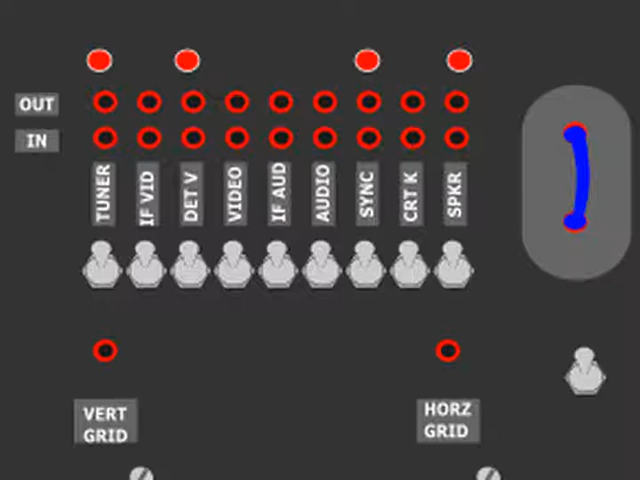 OUT
IN
TUNER
IF VID
DET V
VIDEO
IF AUD
AUDIO
SYNC
CRT K
SPKR
VERT
GRID
HORZ
GRID